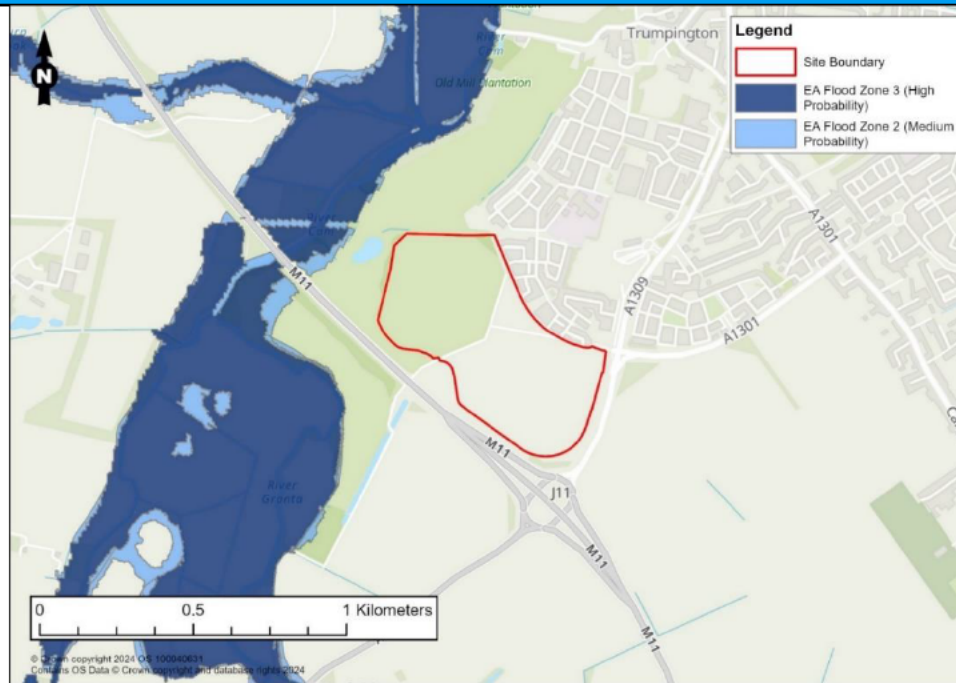 Trumpington
River
Cam
Old Mill Plantation
N
Legend
Site Boundary
EA Flood Zone 3 (High
Probability)
EA Flood Zone 2 (Medium
Probability)
River
M11
A1301
A1309
A1301
River
Granta
M11
J11
M11
M11
0 0.5 1 Kilometers
© Crown copyright 2024 OS 100040631
Contains OS Data © Crown copyright and database rights 2024